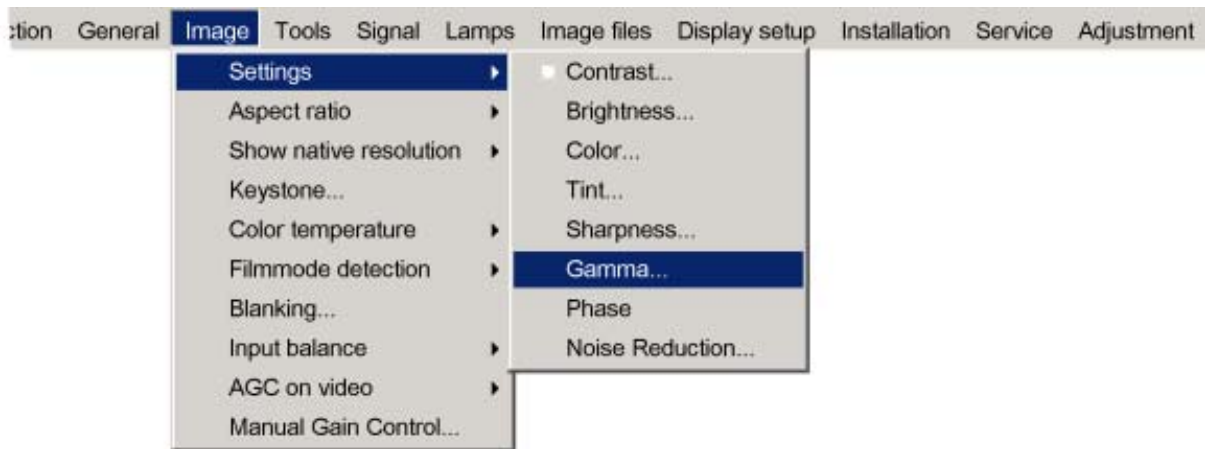 ction General Image Tools Signal Lamps Image files Display setup Installation Service Adjustment
Settings
Aspect ratio
Show native resolution
Keystone...
Color temperature
Filmmode detection
Blanking...
Input balance
AGC on video
Manual Gain Control...
Contrast...
Brightness...
Color...
Tint...
Sharpness...
Gamma...
Phase
Noise Reduction...